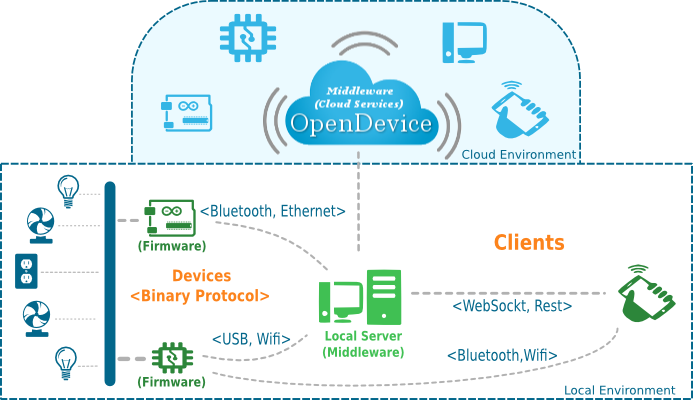 Middleware
(Cloud Services)
OpenDevice
Cloud Environment
<Bluetooth, Ethernet>
(Firmware)
Clients
Devices
<Binary Protocol>
<WebSockt, Rest>
<USB, Wifi>
Local Server
(Middleware)
<Bluetooth,Wifi>
(Firmware)
Local Environment